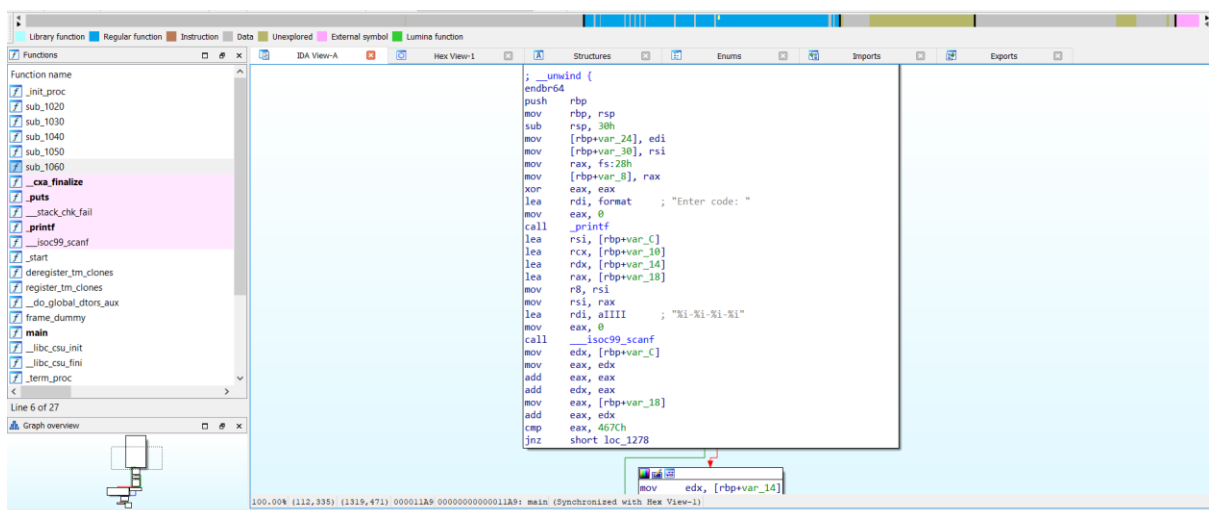 Library function Regular function Instruction Data Unexplored External symbol Lumina function
Functions
IDA View-A Hex View-1 Structures Enums Imports Exports
Function name
_init_proc
sub_1020
sub_1030
sub_1040
sub_1050
sub_1060
__cxa_finalize
_puts
___stack_chk_fail
_printf
___isoc99_scanf
_start
deregister_tm_clones
register_tm_clones
__do_global_dtors_aux
frame_dummy
main
__libc_csu_init
__libc_csu_fini
_term_proc
Line 6 of 27
Graph overview
; __unwind {
endbr64
push rbp
mov rbp, rsp
sub rsp, 30h
mov [rbp+var_24], edi
mov [rbp+var_30], rsi
mov rax, fs:28h
mov [rbp+var_8], rax
xor eax, eax
lea rdi, format ; "Enter code: "
mov eax, 0
call _printf
lea rsi, [rbp+var_C]
lea rcx, [rbp+var_10]
lea rdx, [rbp+var_14]
lea rax, [rbp+var_18]
mov r8, rsi
mov rsi, rax
lea rdi, aIIII ; "%i-%i-%i-%i"
mov eax, 0
call ___isoc99_scanf
mov edx, [rbp+var_C]
mov eax, edx
add eax, eax
add edx, eax
mov eax, [rbp+var_18]
add eax, edx
cmp eax, 467Ch
jnz short loc_1278
mov edx, [rbp+var_14]
100.00% (112,335) (1319,471) 000011A9 00000000000011A9: main (Synchronized with Hex View-1)